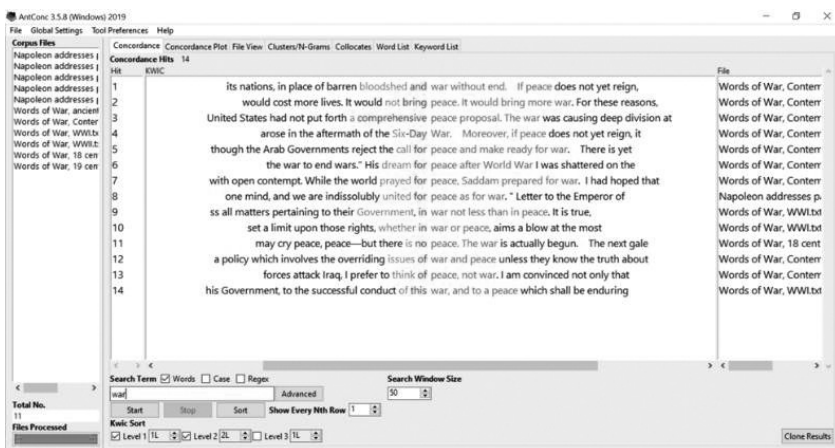 AntConc 3.5.8 (Windows) 2019
File Global Settings Tool Preferences Help
Corpus Files
Napoleon addresses p
Napoleon addresses p
Napoleon addresses p
Napoleon addresses p
Napoleon addresses p
Words of War, ancient
Words of War, Conter
Words of War, WWI.tx
Words of War, WWII.t
Words of War, 18 cen
Words of War, 19 cen
Total No.
11
Files Processed
Concordance Concordance Plot File View Clusters/N-Grams Collocates Word List Keyword List
Concordance Hits 14
Hit KWIC File
1 its nations, in place of barren bloodshed and war without end. If peace does not yet reign, Words of War, Contem
2 would cost more lives. It would not bring peace. It would bring more war. For these reasons, Words of War, Contem
3 United States had not put forth a comprehensive peace proposal. The war was causing deep division at Words of War, Contem
4 arose in the aftermath of the Six-Day War. Moreover, if peace does not yet reign, it Words of War, Contem
5 though the Arab Governments reject the call for peace and make ready for war. There is yet Words of War, Contem
6 the war to end wars." His dream for peace after World War I was shattered on the Words of War, Contem
7 with open contempt. While the world prayed for peace, Saddam prepared for war. I had hoped that Words of War, Contem
8 one mind, and we are indissolubly united for peace as for war. " Letter to the Emperor of Napoleon addresses p
9 ss all matters pertaining to their Government, in war not less than in peace. It is true, Words of War, WWI.txt
10 set a limit upon those rights, whether in war or peace, aims a blow at the most Words of War, WWI.txt
11 may cry peace, peace—but there is no peace. The war is actually begun. The next gale Words of War, 18 cent
12 a policy which involves the overriding issues of war and peace unless they know the truth about Words of War, Contem
13 forces attack Iraq, I prefer to think of peace, not war. I am convinced not only that Words of War, Contem
14 his Government, to the successful conduct of this war, and to a peace which shall be enduring Words of War, WWI.txt
Search Term Words Case Regex Search Window Size
war Advanced 50
Start Stop Sort Show Every Nth Row 1
Kwic Sort
Level 1 1L Level 2 2L Level 3 1L Clone Results